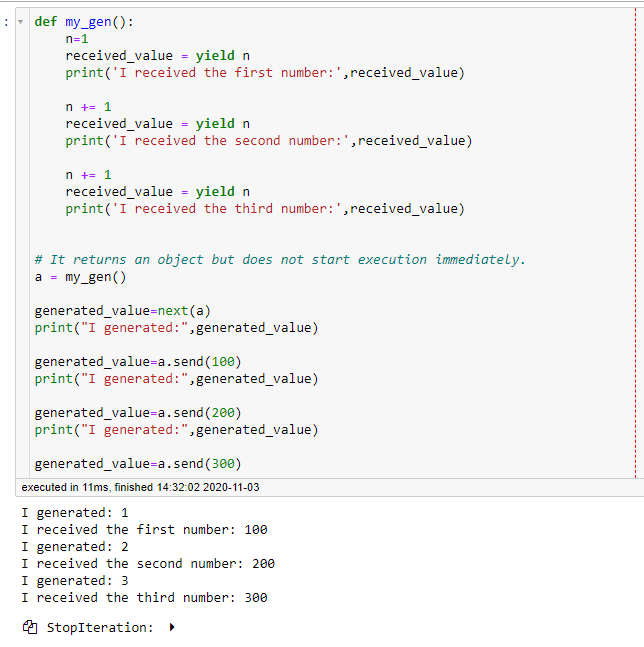 : def my_gen():
    n=1
    received_value = yield n
    print('I received the first number:',received_value)

    n += 1
    received_value = yield n
    print('I received the second number:',received_value)

    n += 1
    received_value = yield n
    print('I received the third number:',received_value)

# It returns an object but does not start execution immediately.
a = my_gen()

generated_value=next(a)
print("I generated:",generated_value)

generated_value=a.send(100)
print("I generated:",generated_value)

generated_value=a.send(200)
print("I generated:",generated_value)

generated_value=a.send(300)
executed in 11ms, finished 14:32:02 2020-11-03
I generated: 1
I received the first number: 100
I generated: 2
I received the second number: 200
I generated: 3
I received the third number: 300
StopIteration: